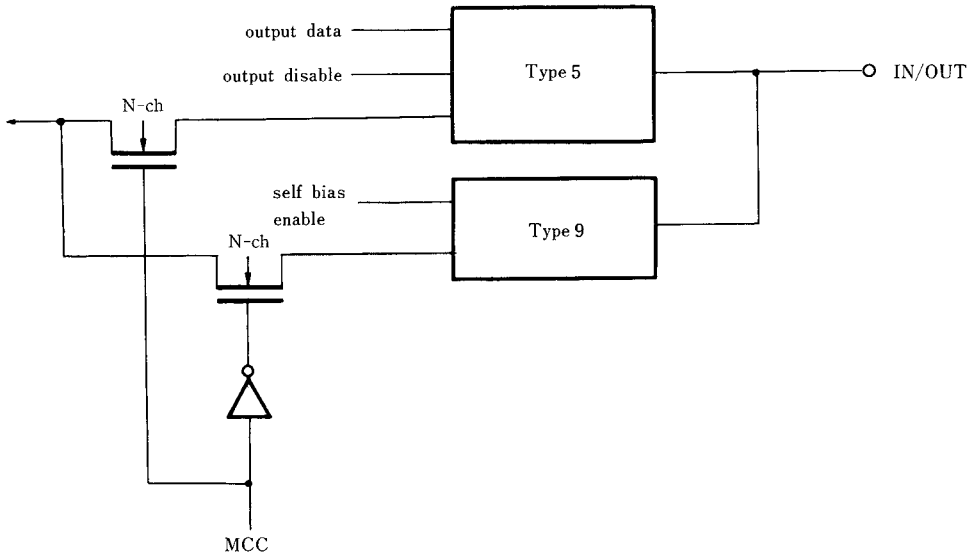 output data
output disable
Type 5
IN/OUT
N-ch
self bias
enable
Type 9
N-ch
MCC